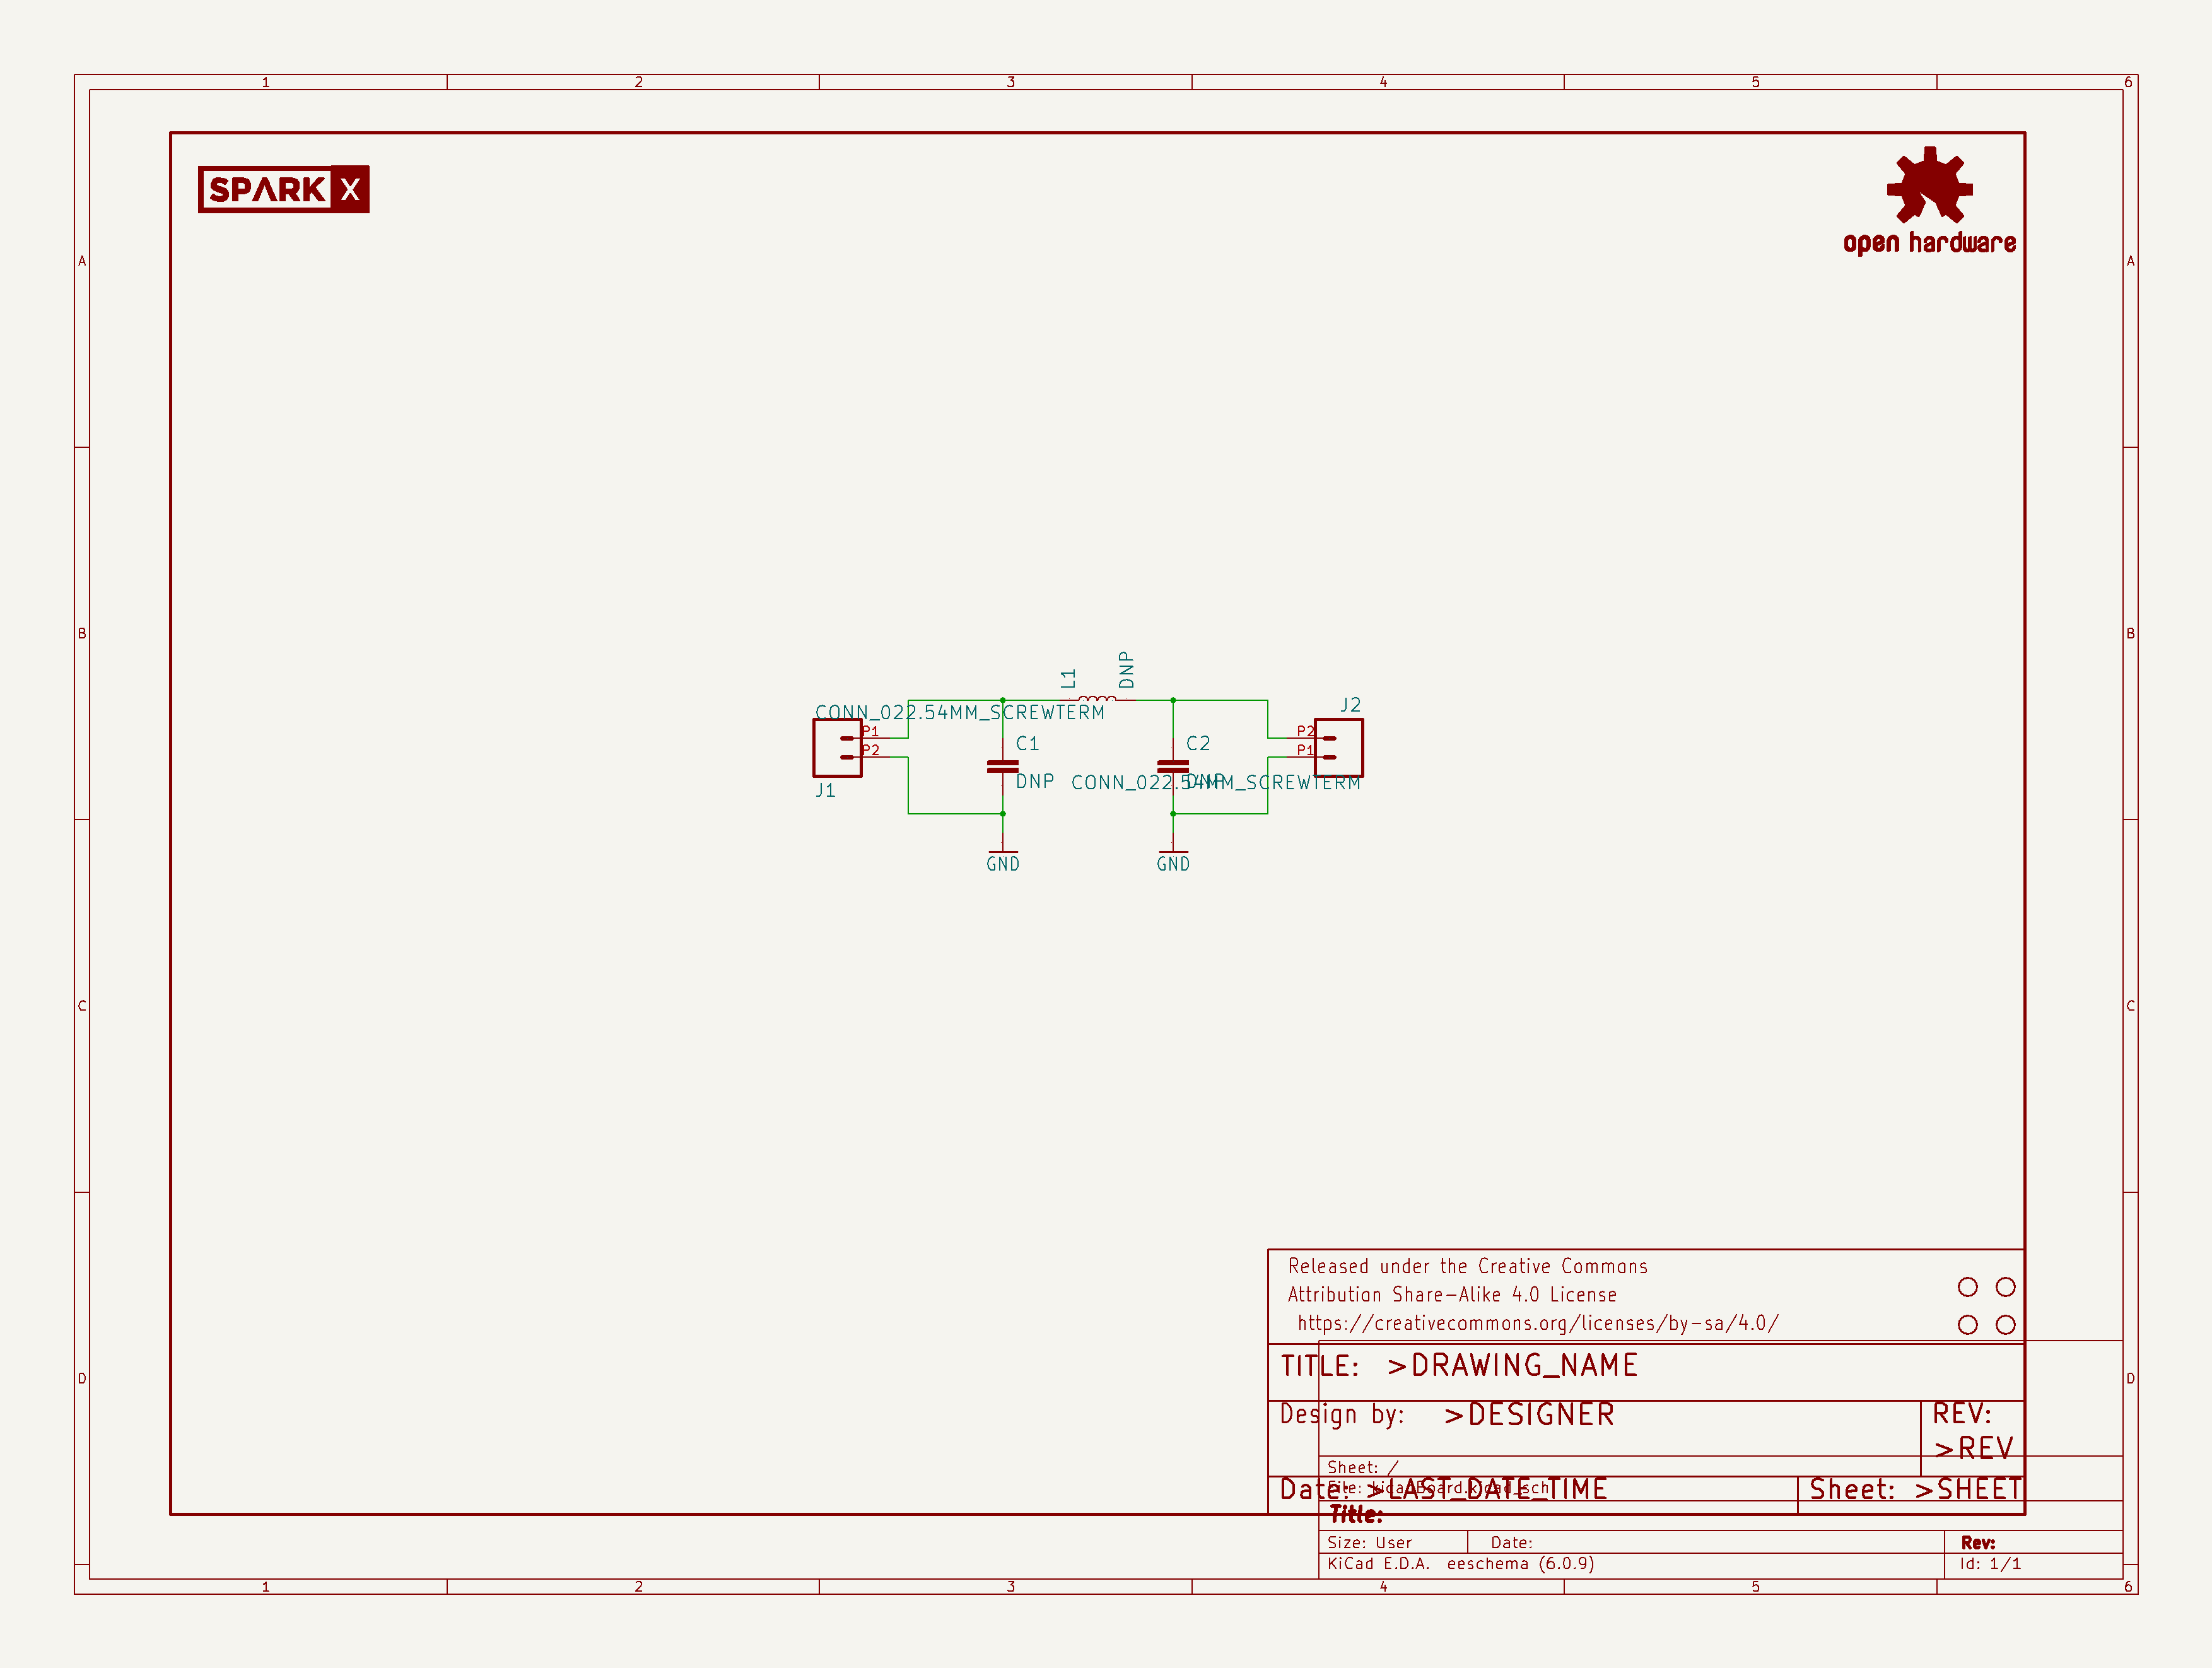 1 2 3 4 5 6
SPARK X
open hardware
A A
B B
L1 DNP
J2
CONN_022.54MM_SCREWTERM
P1 P2
P2 P1
C1 C2
DNP CONN_022.54MM_SCREWTERM DNP
J1
GND GND
C C
Released under the Creative Commons
Attribution Share-Alike 4.0 License
https://creativecommons.org/licenses/by-sa/4.0/
TITLE: >DRAWING_NAME
D D
Design by: >DESIGNER REV:
>REV
Sheet: /
Date: >LAST_DATE_TIME Sheet: >SHEET
File: kicadBoard.kicad_sch
Title:
Size: User Date: Rev:
KiCad E.D.A. eeschema (6.0.9) Id: 1/1
1 2 3 4 5 6